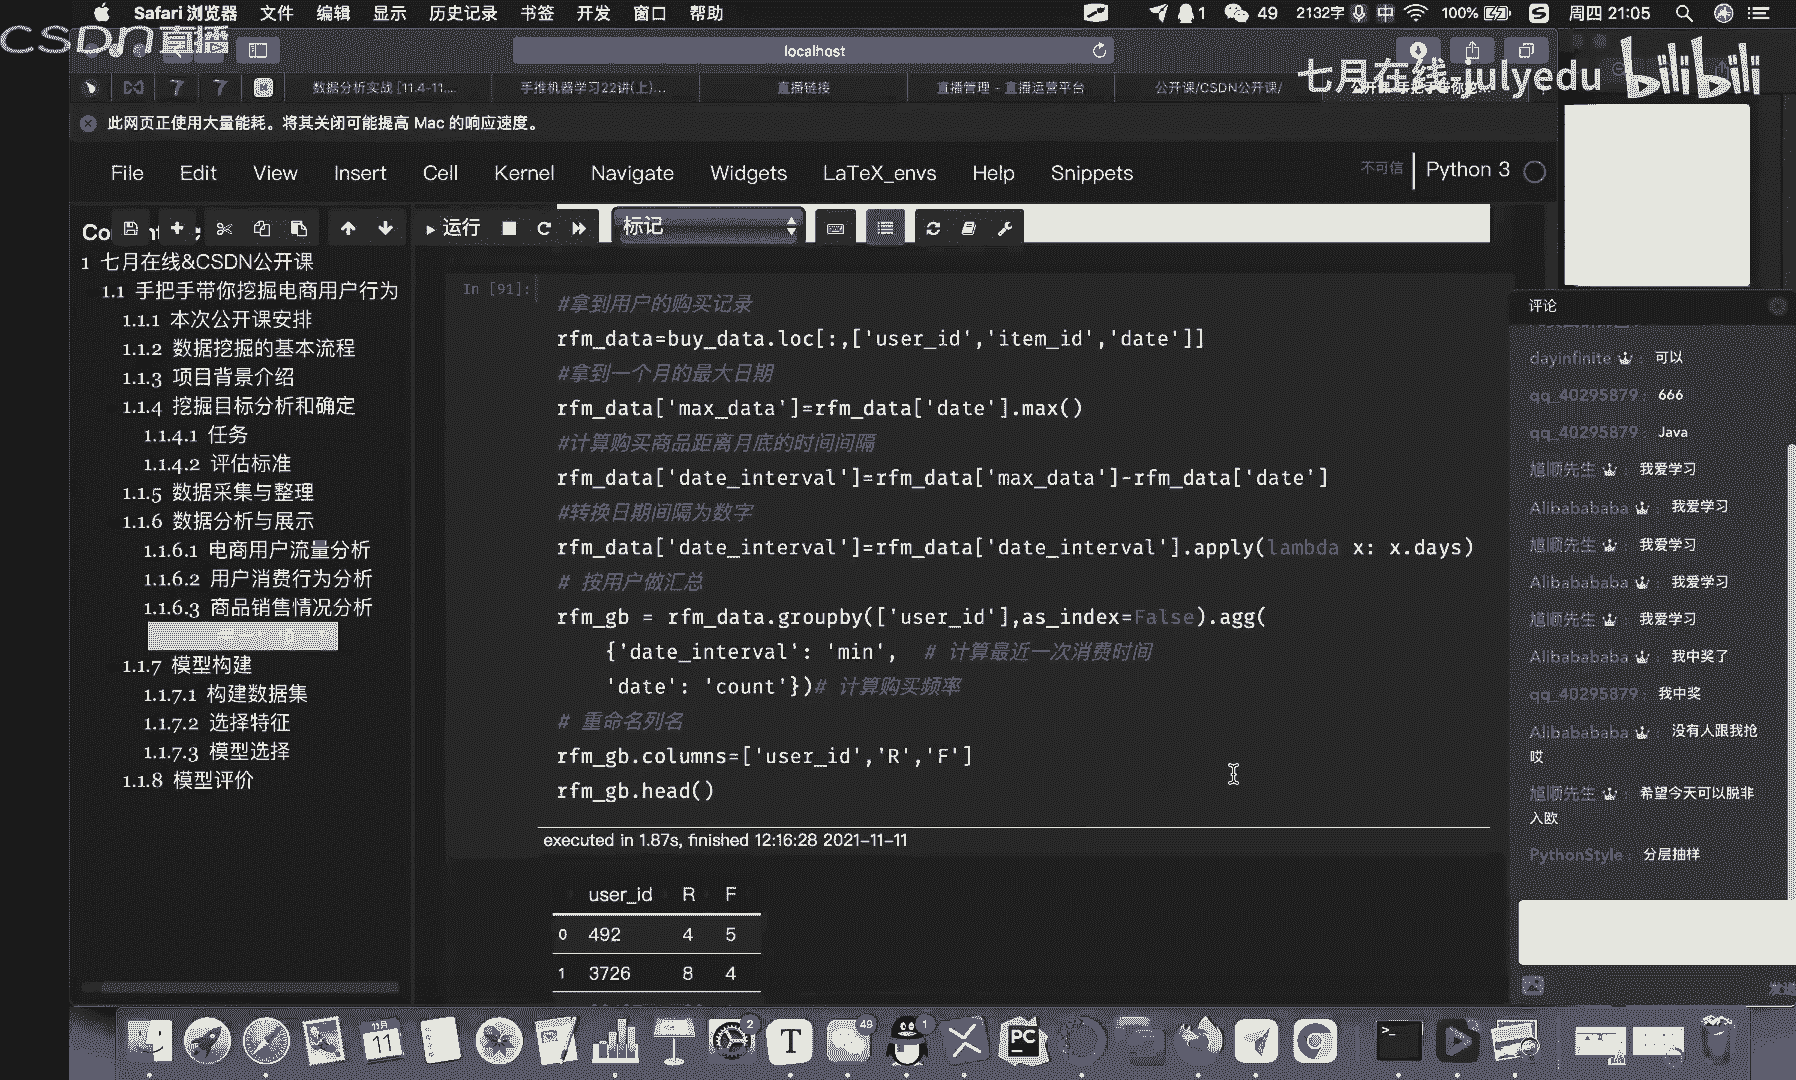 Safari 浏览器 文件 编辑 显示 历史记录 书签 开发 窗口 帮助 1 49 2132字 中 100% 周四 21:05
CSDN直播
localhost
七月在线-julyedu bilibili
数据分析实战 [11.4-11.... 手推机器学习22讲(上)... 直播链接 直播管理 - 直播运营平台 公开课/CSDN公开课/
此网页正使用大量能耗。将其关闭可能提高 Mac 的响应速度。
File Edit View Insert Cell Kernel Navigate Widgets LaTeX_envs Help Snippets 不可信 Python 3
运行 标记
1 七月在线&CSDN公开课
1.1 手把手带你挖掘电商用户行为
1.1.1 本次公开课安排
1.1.2 数据挖掘的基本流程
1.1.3 项目背景介绍
1.1.4 挖掘目标分析和确定
1.1.4.1 任务
1.1.4.2 评估标准
1.1.5 数据采集与整理
1.1.6 数据分析与展示
1.1.6.1 电商用户流量分析
1.1.6.2 用户消费行为分析
1.1.6.3 商品销售情况分析
1.1.7 模型构建
1.1.7.1 构建数据集
1.1.7.2 选择特征
1.1.7.3 模型选择
1.1.8 模型评价
In [91]:
#拿到用户的购买记录
rfm_data=buy_data.loc[:,['user_id','item_id','date']]
#拿到一个月的最大日期
rfm_data['max_data']=rfm_data['date'].max()
#计算购买商品距离月底的时间间隔
rfm_data['date_interval']=rfm_data['max_data']-rfm_data['date']
#转换日期间隔为数字
rfm_data['date_interval']=rfm_data['date_interval'].apply(lambda x: x.days)
# 按用户做汇总
rfm_gb = rfm_data.groupby(['user_id'],as_index=False).agg(
{'date_interval': 'min', # 计算最近一次消费时间
'date': 'count'})# 计算购买频率
# 重命名列名
rfm_gb.columns=['user_id','R','F']
rfm_gb.head()
executed in 1.87s, finished 12:16:28 2021-11-11
user_id R F
0 492 4 5
1 3726 8 4
评论
dayinfinite : 可以
qq_40295879 : 666
qq_40295879 : Java
馗顺先生 : 我爱学习
Alibabababa : 我爱学习
馗顺先生 : 我爱学习
Alibabababa : 我爱学习
馗顺先生 : 我爱学习
Alibabababa : 我中奖了
qq_40295879 : 我中奖
Alibabababa : 没有人跟我抢
哎
馗顺先生 : 希望今天可以脱非
入欧
PythonStyle : 分层抽样
11月
11
T
2
49
1
PC